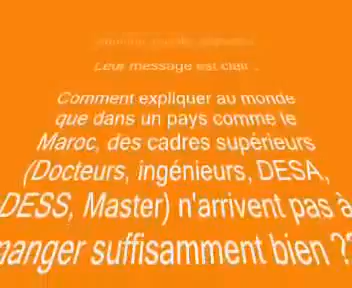 Leur message est clair :
Comment expliquer au monde
que dans un pays comme le
Maroc, des cadres supérieurs
(Docteurs, ingénieurs, DESA,
DESS, Master) n'arrivent pas à
manger suffisamment bien ??